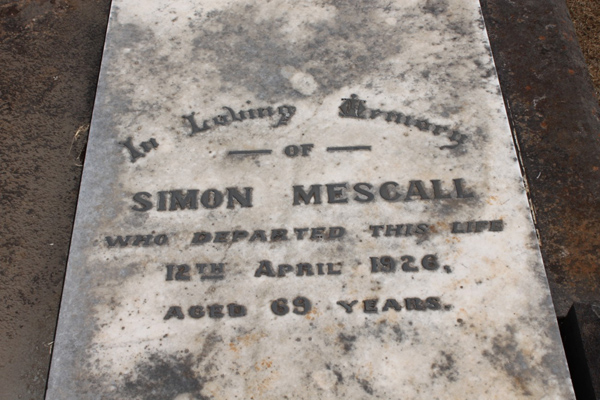 In Loving Memory
— OF —
SIMON MESCALL
WHO DEPARTED THIS LIFE
12TH APRIL 1926,
AGED 69 YEARS.